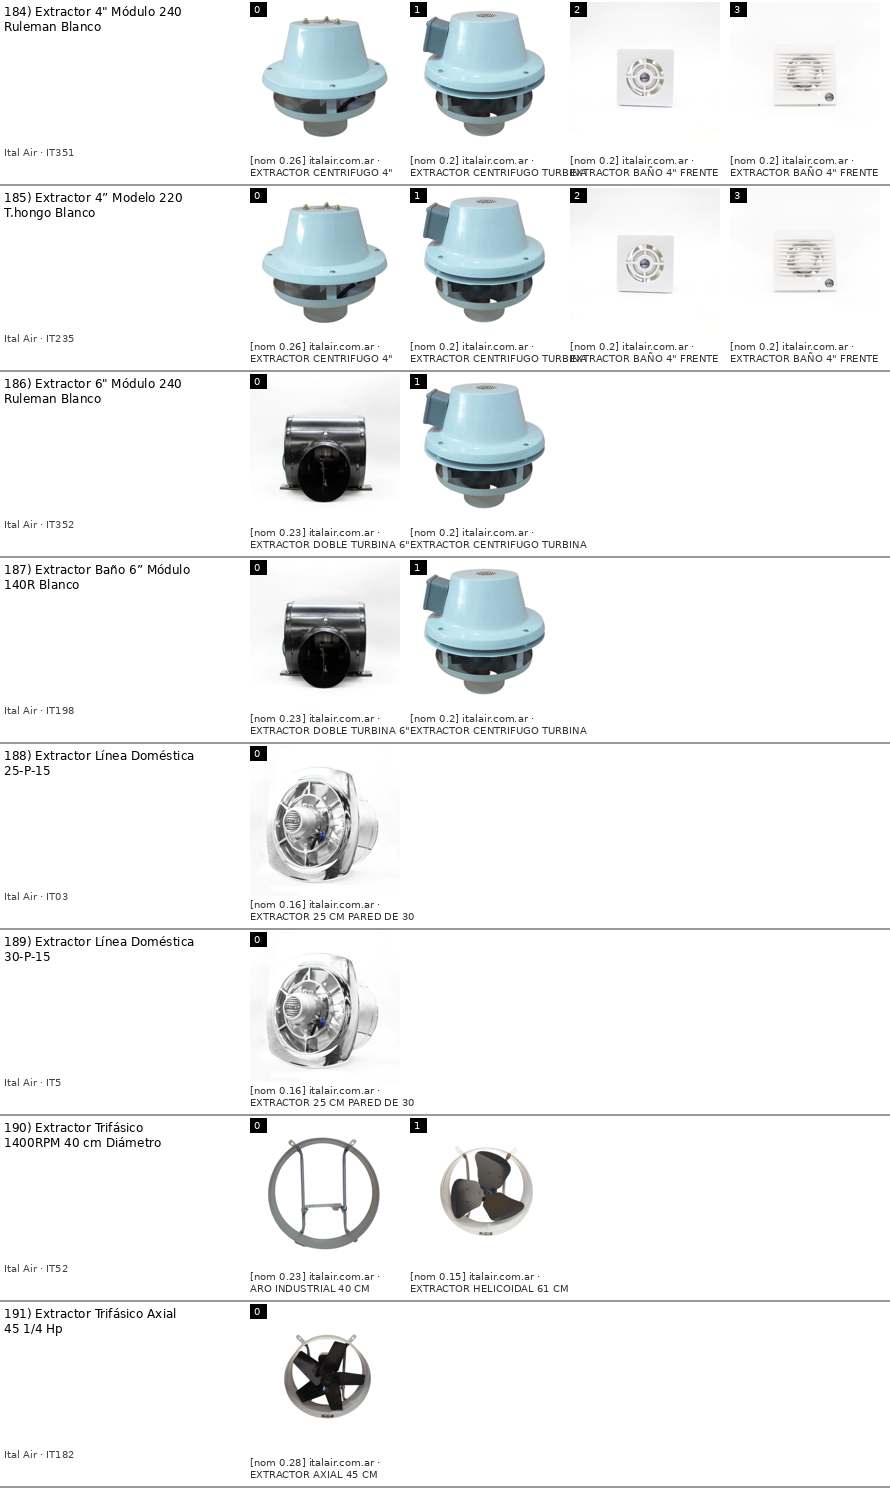 184) Extractor 4" Módulo 240
Ruleman Blanco
Ital Air · IT351
0
1
2
3
[nom 0.26] italair.com.ar ·
EXTRACTOR CENTRIFUGO 4"
[nom 0.2] italair.com.ar ·
EXTRACTOR CENTRIFUGO TURBINA
[nom 0.2] italair.com.ar ·
EXTRACTOR BAÑO 4" FRENTE
[nom 0.2] italair.com.ar ·
EXTRACTOR BAÑO 4" FRENTE
185) Extractor 4” Modelo 220
T.hongo Blanco
Ital Air · IT235
0
1
2
3
[nom 0.26] italair.com.ar ·
EXTRACTOR CENTRIFUGO 4"
[nom 0.2] italair.com.ar ·
EXTRACTOR CENTRIFUGO TURBINA
[nom 0.2] italair.com.ar ·
EXTRACTOR BAÑO 4" FRENTE
[nom 0.2] italair.com.ar ·
EXTRACTOR BAÑO 4" FRENTE
186) Extractor 6" Módulo 240
Ruleman Blanco
Ital Air · IT352
0
1
[nom 0.23] italair.com.ar ·
EXTRACTOR DOBLE TURBINA 6"
[nom 0.2] italair.com.ar ·
EXTRACTOR CENTRIFUGO TURBINA
187) Extractor Baño 6” Módulo
140R Blanco
Ital Air · IT198
0
1
[nom 0.23] italair.com.ar ·
EXTRACTOR DOBLE TURBINA 6"
[nom 0.2] italair.com.ar ·
EXTRACTOR CENTRIFUGO TURBINA
188) Extractor Línea Doméstica
25-P-15
Ital Air · IT03
0
[nom 0.16] italair.com.ar ·
EXTRACTOR 25 CM PARED DE 30
189) Extractor Línea Doméstica
30-P-15
Ital Air · IT5
0
[nom 0.16] italair.com.ar ·
EXTRACTOR 25 CM PARED DE 30
190) Extractor Trifásico
1400RPM 40 cm Diámetro
Ital Air · IT52
0
1
[nom 0.23] italair.com.ar ·
ARO INDUSTRIAL 40 CM
[nom 0.15] italair.com.ar ·
EXTRACTOR HELICOIDAL 61 CM
191) Extractor Trifásico Axial
45 1/4 Hp
Ital Air · IT182
0
[nom 0.28] italair.com.ar ·
EXTRACTOR AXIAL 45 CM